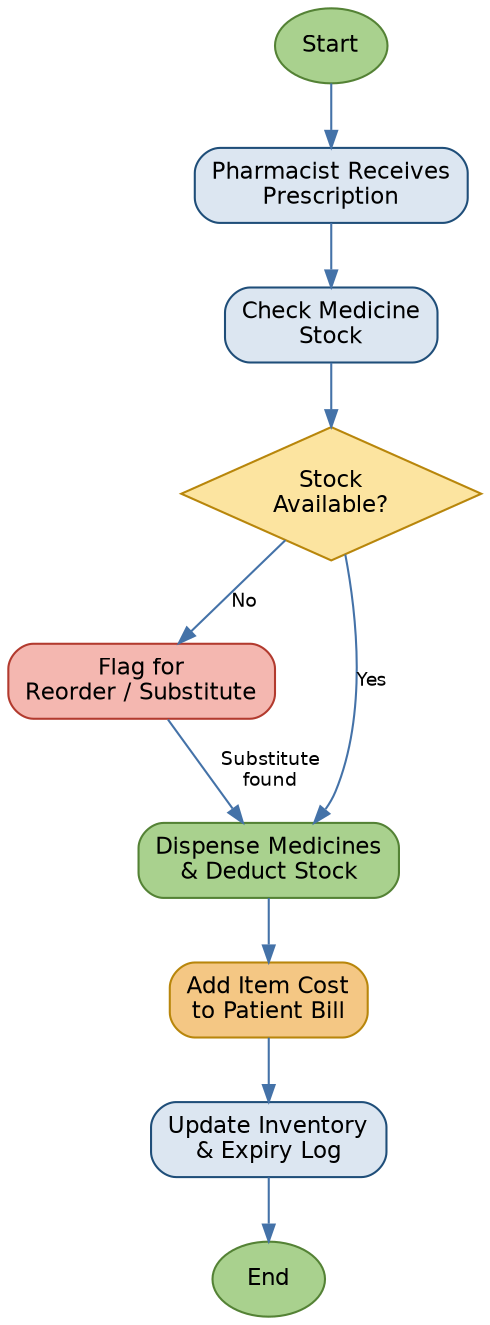 Start
Pharmacist Receives
Prescription
Check Medicine
Stock
Stock
Available?
No
Yes
Flag for
Reorder / Substitute
Substitute
found
Dispense Medicines
& Deduct Stock
Add Item Cost
to Patient Bill
Update Inventory
& Expiry Log
End